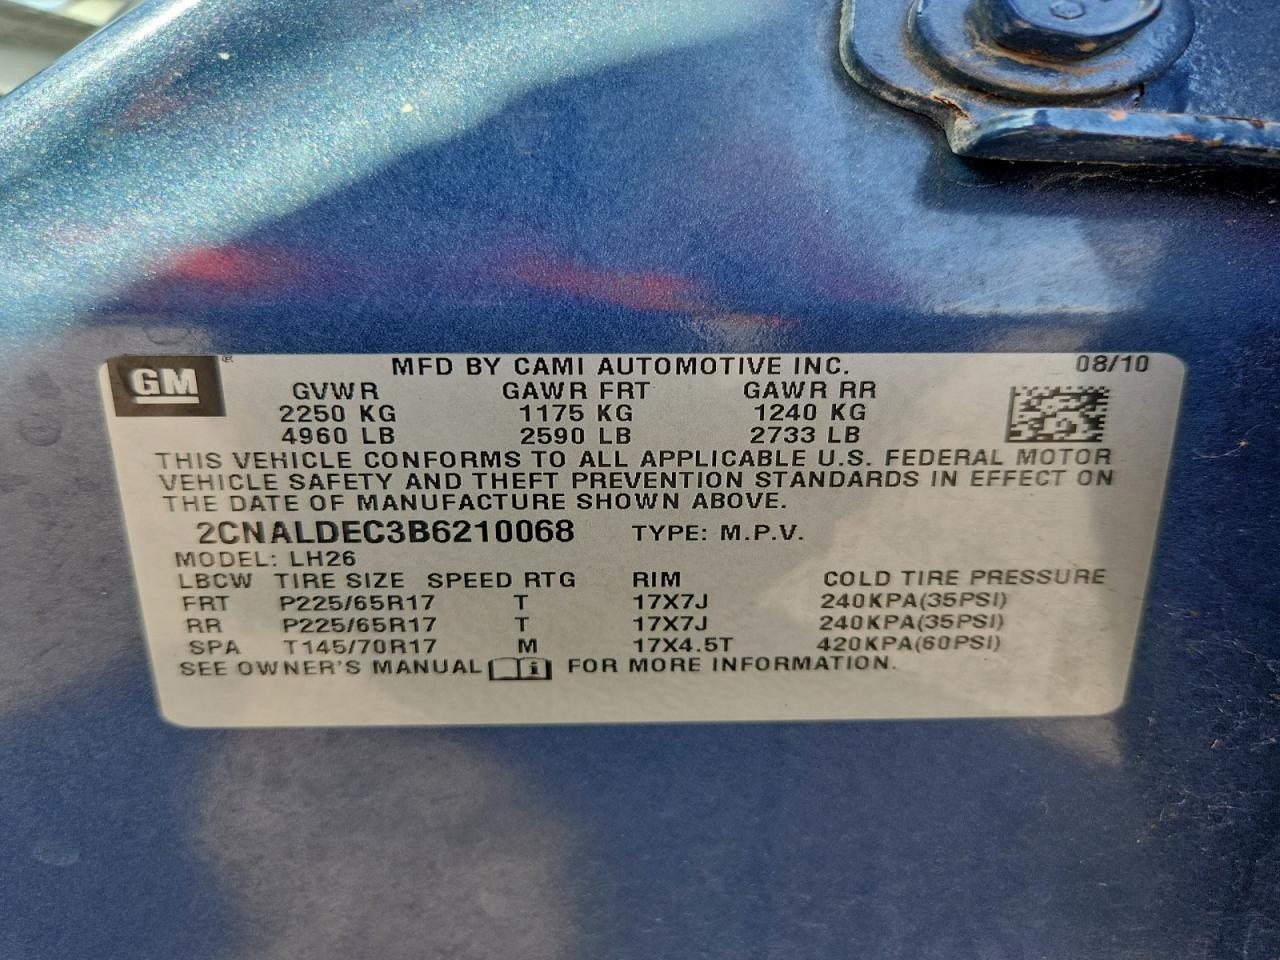 GM
MFD BY CAMI AUTOMOTIVE INC. 08/10
GVWR GAWR FRT GAWR RR
2250 KG 1175 KG 1240 KG
4960 LB 2590 LB 2733 LB
THIS VEHICLE CONFORMS TO ALL APPLICABLE U.S. FEDERAL MOTOR
VEHICLE SAFETY AND THEFT PREVENTION STANDARDS IN EFFECT ON
THE DATE OF MANUFACTURE SHOWN ABOVE.
2CNALDEC3B6210068 TYPE: M.P.V.
MODEL: LH26
LBCW TIRE SIZE SPEED RTG RIM COLD TIRE PRESSURE
FRT P225/65R17 T 17X7J 240KPA(35PSI)
RR P225/65R17 T 17X7J 240KPA(35PSI)
SPA T145/70R17 M 17X4.5T 420KPA(60PSI)
SEE OWNER'S MANUAL i FOR MORE INFORMATION.